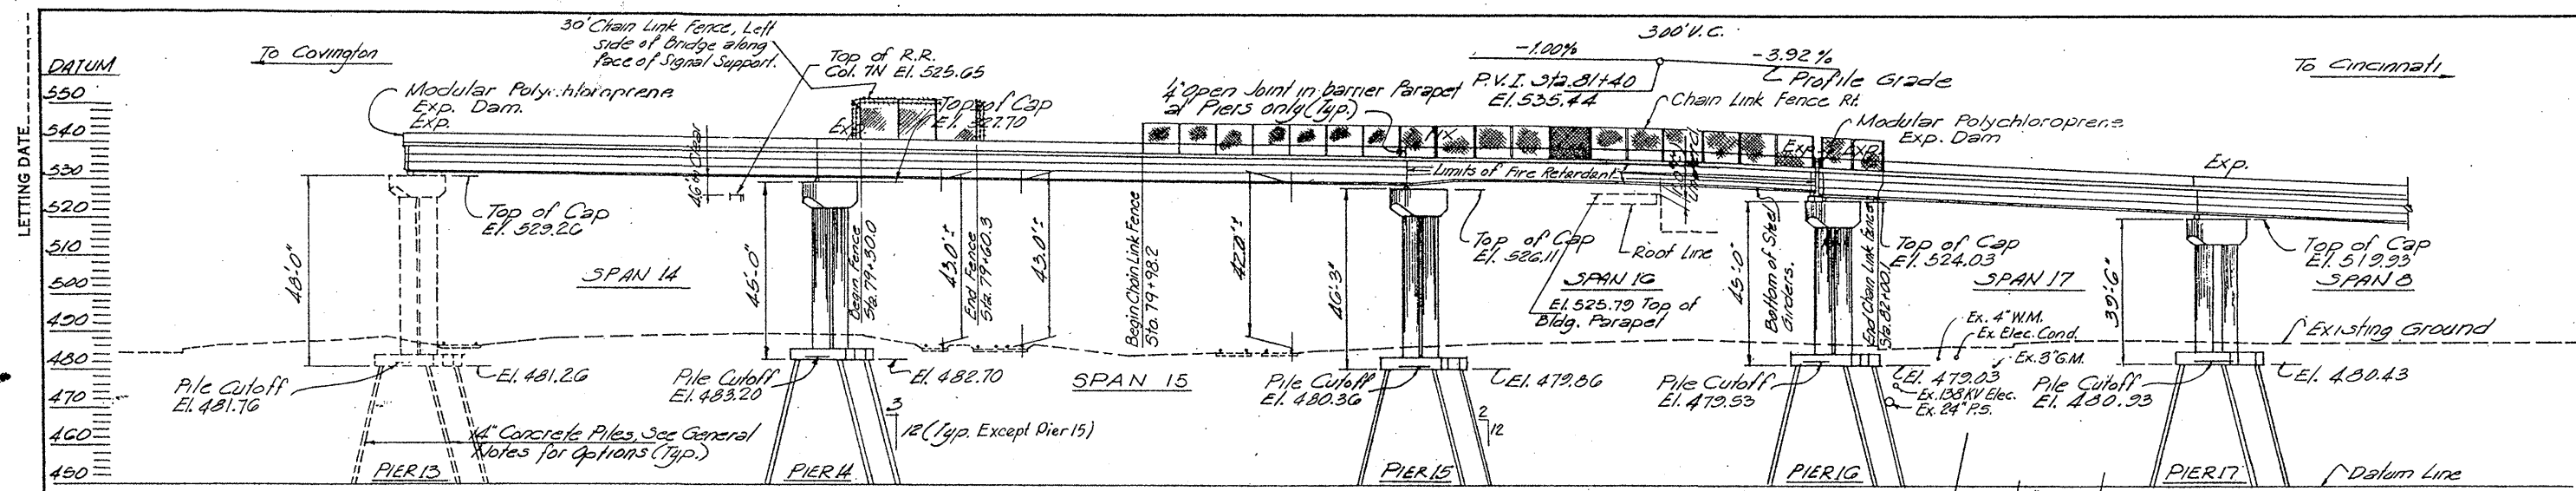 LETTING DATE
DATUM
550
540
530
520
510
500
490
480
470
460
450
To Covington
30' Chain Link Fence, Left
side of Bridge along
face of Signal Support.
Top of R.R.
Col. 7N El. 525.65
Modular Polychloroprene
Exp. Dam.
Exp.
Exp.
Top of Cap
El. 527.70
1/4" Open Joint in barrier Parapet
at Piers only (Typ.)
300' V.C.
-1.00%
-3.92%
P.V.I. Sta. 81+40
El. 535.44
Profile Grade
Chain Link Fence Rt.
To Cincinnati
Fix
Modular Polychloroprene
Exp. Dam
Exp.
Exp.
Exp.
Limits of Fire Retardant
Top of Cap
El. 529.26
48'-0"
SPAN 14
45'-0"
Begin Fence
Sta. 79+30.0
43.0'±
End Fence
Sta. 79+60.3
43.0'±
Begin Chain Link Fence
Sta. 79+98.2
42.0'±
46'-3"
Top of Cap
El. 526.11
Roof Line
SPAN 16
El. 525.79 Top of
Bldg. Parapet
45'-0"
Bottom of Steel
Girders.
End Chain Link Fence
Sta. 82+00.1
Top of Cap
El. 524.03
SPAN 17
39'-6"
Top of Cap
El. 519.93
SPAN 8
Ex. 4" W.M.
Ex. Elec. Cond.
Ex. 3" G.M.
Existing Ground
Pile Cutoff
El. 481.76
El. 481.26
Pile Cutoff
El. 483.20
El. 482.70
SPAN 15
Pile Cutoff
El. 480.36
El. 479.86
Pile Cutoff
El. 479.53
El. 479.03
Ex. 138 KV Elec.
Ex. 24" P.S.
Pile Cutoff
El. 480.93
El. 480.43
14" Concrete Piles, See General
Notes for Options (Typ.)
3
12 (Typ. Except Pier 15)
2
12
PIER 13
PIER 14
PIER 15
PIER 16
PIER 17
Datum Line